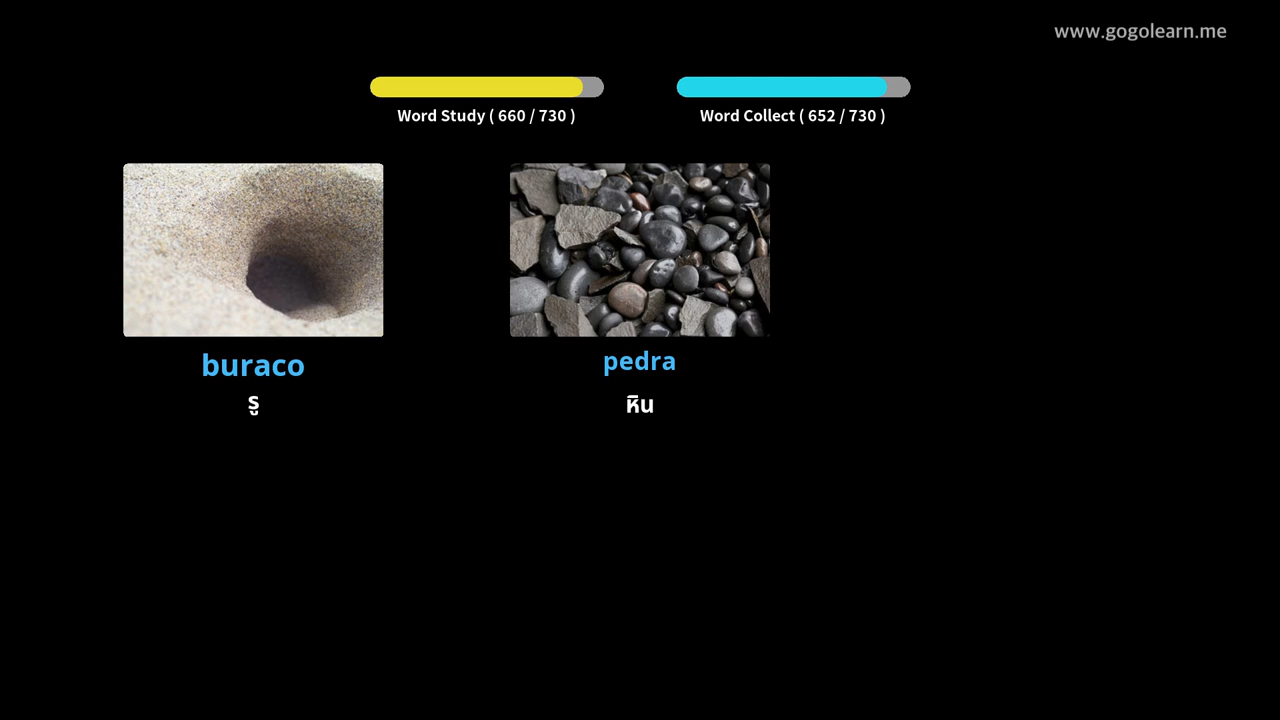 www.gogolearn.me
Word Study ( 660 / 730 )
Word Collect ( 652 / 730 )
buraco
รู
pedra
หิน